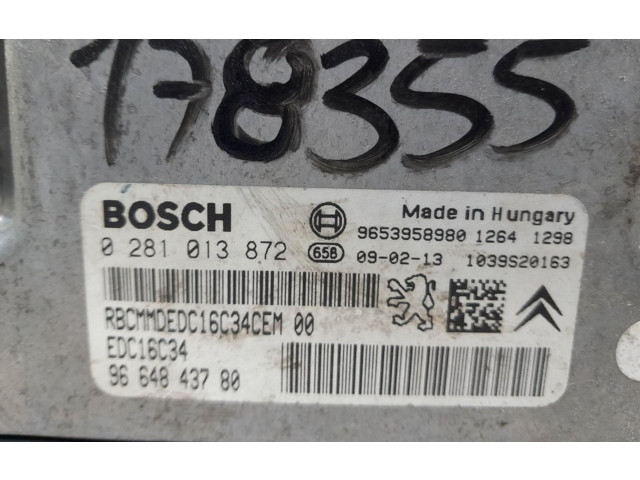 178355
BOSCH
Made in Hungary
0 281 013 872
658
9653958980 1264 1298
09-02-13 1039S20163
RBCMMDEDC16C34CEM 00
EDC16C34
96 648 437 80